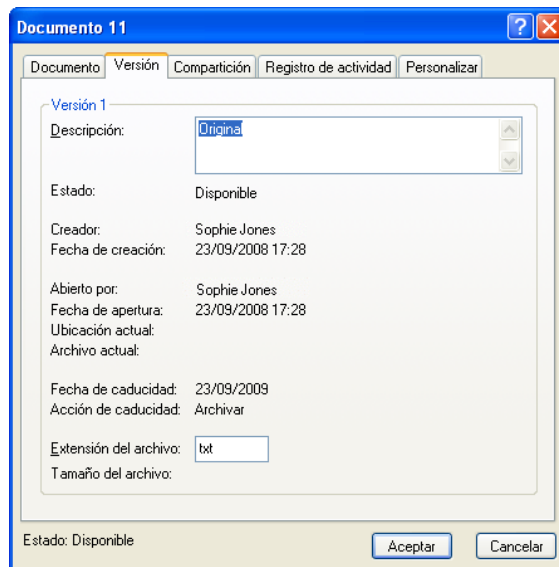 Documento 11
Documento Versión Compartición Registro de actividad Personalizar
Versión 1
Descripción: Original
Estado: Disponible
Creador: Sophie Jones
Fecha de creación: 23/09/2008 17:28
Abierto por: Sophie Jones
Fecha de apertura: 23/09/2008 17:28
Ubicación actual:
Archivo actual:
Fecha de caducidad: 23/09/2009
Acción de caducidad: Archivar
Extensión del archivo: txt
Tamaño del archivo:
Estado: Disponible Aceptar Cancelar